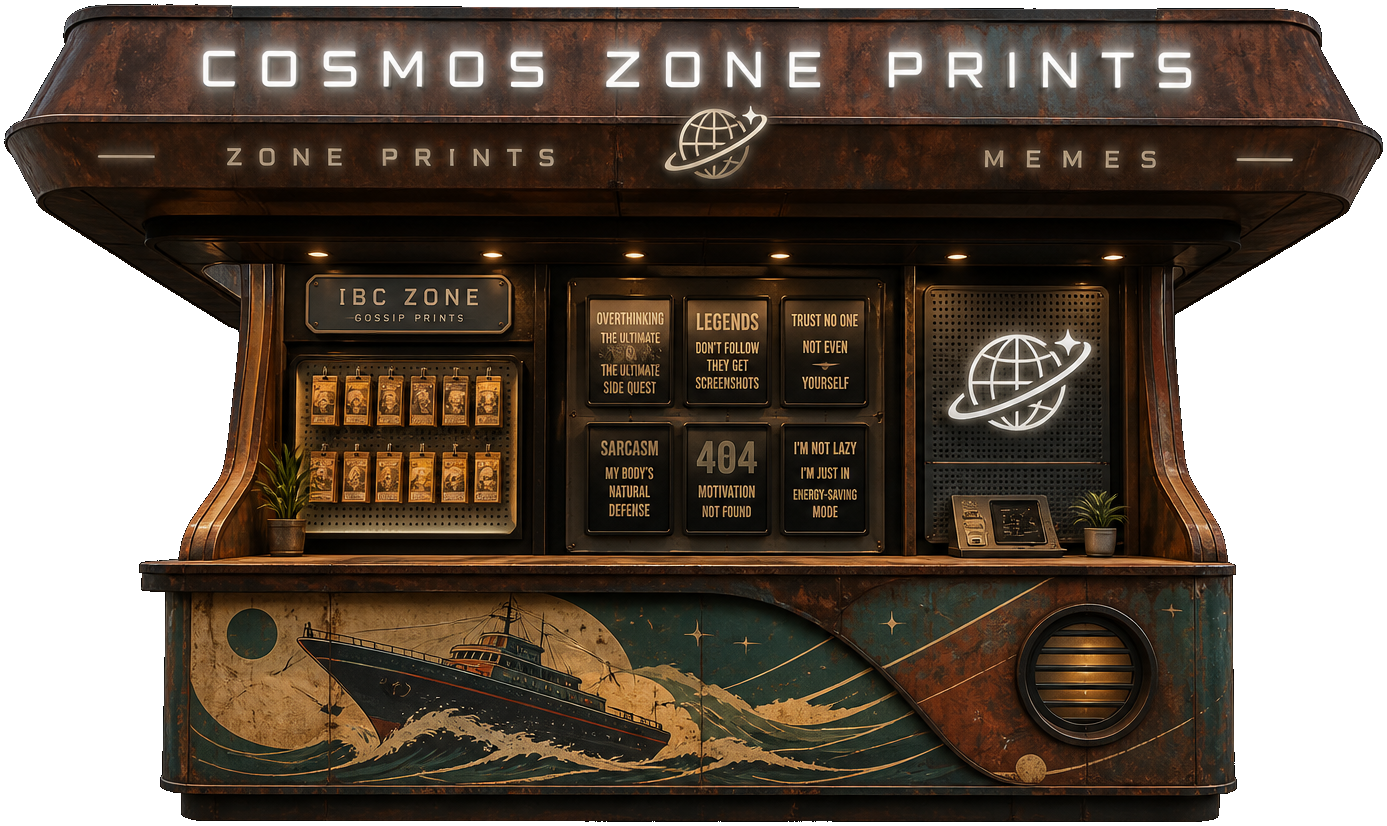 COSMOS ZONE PRINTS
ZONE PRINTS
MEMES
IBC ZONE
GOSSIP PRINTS
OVERTHINKING
THE ULTIMATE
THE ULTIMATE
SIDE QUEST
LEGENDS
DON'T FOLLOW
THEY GET
SCREENSHOTS
TRUST NO ONE
NOT EVEN
YOURSELF
SARCASM
MY BODY'S
NATURAL
DEFENSE
404
MOTIVATION
NOT FOUND
I'M NOT LAZY
I'M JUST IN
ENERGY-SAVING
MODE